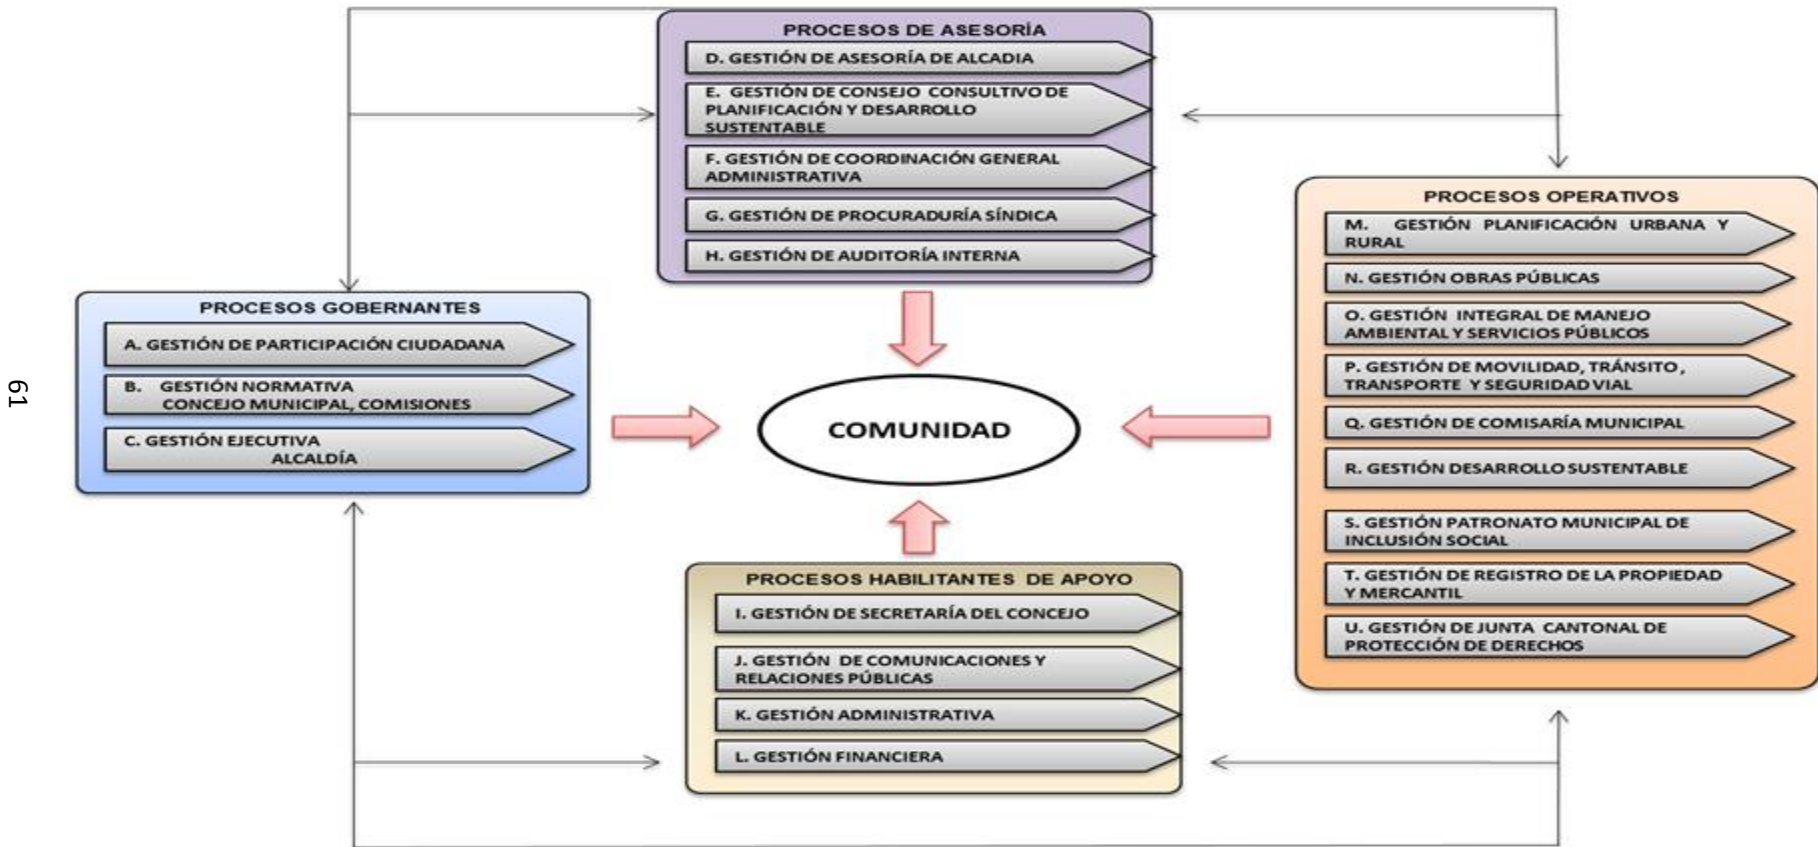 PROCESOS DE ASESORÍA
D. GESTIÓN DE ASESORÍA DE ALCADIA
E. GESTIÓN DE CONSEJO CONSULTIVO DE
PLANIFICACIÓN Y DESARROLLO
SUSTENTABLE
F. GESTIÓN DE COORDINACIÓN GENERAL
ADMINISTRATIVA
G. GESTIÓN DE PROCURADURÍA SÍNDICA
H. GESTIÓN DE AUDITORÍA INTERNA
PROCESOS GOBERNANTES
A. GESTIÓN DE PARTICIPACIÓN CIUDADANA
B. GESTIÓN NORMATIVA
CONCEJO MUNICIPAL, COMISIONES
C. GESTIÓN EJECUTIVA
ALCALDÍA
COMUNIDAD
PROCESOS OPERATIVOS
M. GESTIÓN PLANIFICACIÓN URBANA Y
RURAL
N. GESTIÓN OBRAS PÚBLICAS
O. GESTIÓN INTEGRAL DE MANEJO
AMBIENTAL Y SERVICIOS PÚBLICOS
P. GESTIÓN DE MOVILIDAD, TRÁNSITO,
TRANSPORTE Y SEGURIDAD VIAL
Q. GESTIÓN DE COMISARÍA MUNICIPAL
R. GESTIÓN DESARROLLO SUSTENTABLE
S. GESTIÓN PATRONATO MUNICIPAL DE
INCLUSIÓN SOCIAL
T. GESTIÓN DE REGISTRO DE LA PROPIEDAD
Y MERCANTIL
U. GESTIÓN DE JUNTA CANTONAL DE
PROTECCIÓN DE DERECHOS
PROCESOS HABILITANTES DE APOYO
I. GESTIÓN DE SECRETARÍA DEL CONCEJO
J. GESTIÓN DE COMUNICACIONES Y
RELACIONES PÚBLICAS
K. GESTIÓN ADMINISTRATIVA
L. GESTIÓN FINANCIERA
61